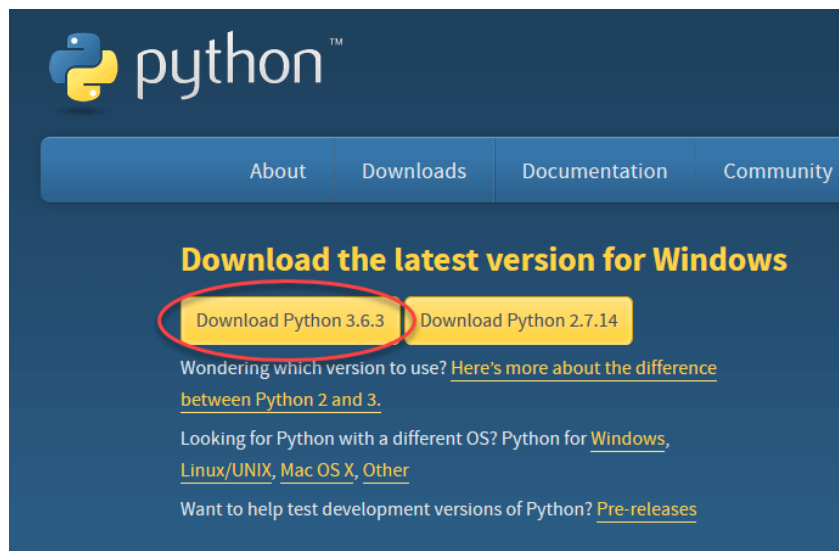 python™
About Downloads Documentation Community
Download the latest version for Windows
Download Python 3.6.3 Download Python 2.7.14
Wondering which version to use? Here's more about the difference
between Python 2 and 3.
Looking for Python with a different OS? Python for Windows,
Linux/UNIX, Mac OS X, Other
Want to help test development versions of Python? Pre-releases